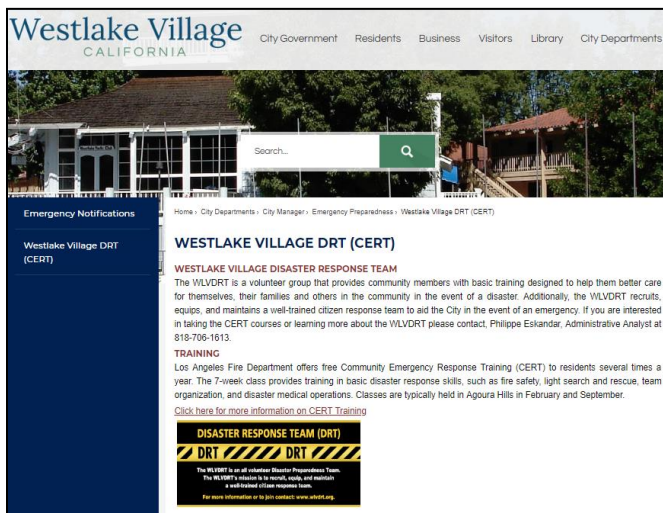 Westlake Village
CALIFORNIA
City Government Residents Business Visitors Library City Departments
Search...
Emergency Notifications
Westlake Village DRT
(CERT)
Home › City Departments › City Manager › Emergency Preparedness › Westlake Village DRT (CERT)
WESTLAKE VILLAGE DRT (CERT)
WESTLAKE VILLAGE DISASTER RESPONSE TEAM
The WLVDRT is a volunteer group that provides community members with basic training designed to help them better care
for themselves, their families and others in the community in the event of a disaster. Additionally, the WLVDRT recruits,
equips, and maintains a well-trained citizen response team to aid the City in the event of an emergency. If you are interested
in taking the CERT courses or learning more about the WLVDRT please contact, Philippe Eskandar, Administrative Analyst at
818-706-1613.
TRAINING
Los Angeles Fire Department offers free Community Emergency Response Training (CERT) to residents several times a
year. The 7-week class provides training in basic disaster response skills, such as fire safety, light search and rescue, team
organization, and disaster medical operations. Classes are typically held in Agoura Hills in February and September.
Click here for more information on CERT Training
DISASTER RESPONSE TEAM (DRT)
DRT DRT
The WLVDRT is an all volunteer Disaster Preparedness Team.
The WLVDRT's mission is to recruit, equip, and maintain
a well-trained citizen response team.
For more information or to join contact: www.wlvdrt.org.